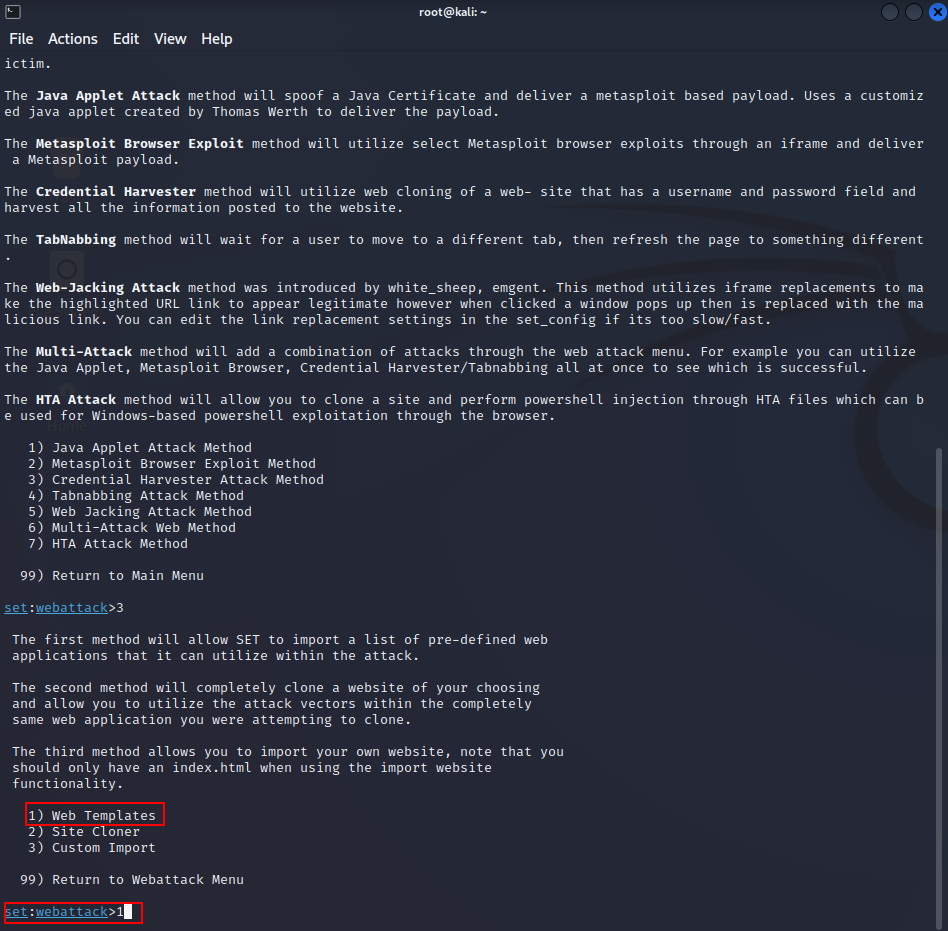 root@kali: ~
File Actions Edit View Help
ictim.
The Java Applet Attack method will spoof a Java Certificate and deliver a metasploit based payload. Uses a customiz
ed java applet created by Thomas Werth to deliver the payload.
The Metasploit Browser Exploit method will utilize select Metasploit browser exploits through an iframe and deliver
a Metasploit payload.
The Credential Harvester method will utilize web cloning of a web- site that has a username and password field and
harvest all the information posted to the website.
The TabNabbing method will wait for a user to move to a different tab, then refresh the page to something different
.
The Web-Jacking Attack method was introduced by white_sheep, emgent. This method utilizes iframe replacements to ma
ke the highlighted URL link to appear legitimate however when clicked a window pops up then is replaced with the ma
licious link. You can edit the link replacement settings in the set_config if its too slow/fast.
The Multi-Attack method will add a combination of attacks through the web attack menu. For example you can utilize
the Java Applet, Metasploit Browser, Credential Harvester/Tabnabbing all at once to see which is successful.
The HTA Attack method will allow you to clone a site and perform powershell injection through HTA files which can b
e used for Windows-based powershell exploitation through the browser.
Home
1) Java Applet Attack Method
2) Metasploit Browser Exploit Method
3) Credential Harvester Attack Method
4) Tabnabbing Attack Method
5) Web Jacking Attack Method
6) Multi-Attack Web Method
7) HTA Attack Method
99) Return to Main Menu
set:webattack>3
The first method will allow SET to import a list of pre-defined web
applications that it can utilize within the attack.
The second method will completely clone a website of your choosing
and allow you to utilize the attack vectors within the completely
same web application you were attempting to clone.
The third method allows you to import your own website, note that you
should only have an index.html when using the import website
functionality.
1) Web Templates
2) Site Cloner
3) Custom Import
99) Return to Webattack Menu
set:webattack>1